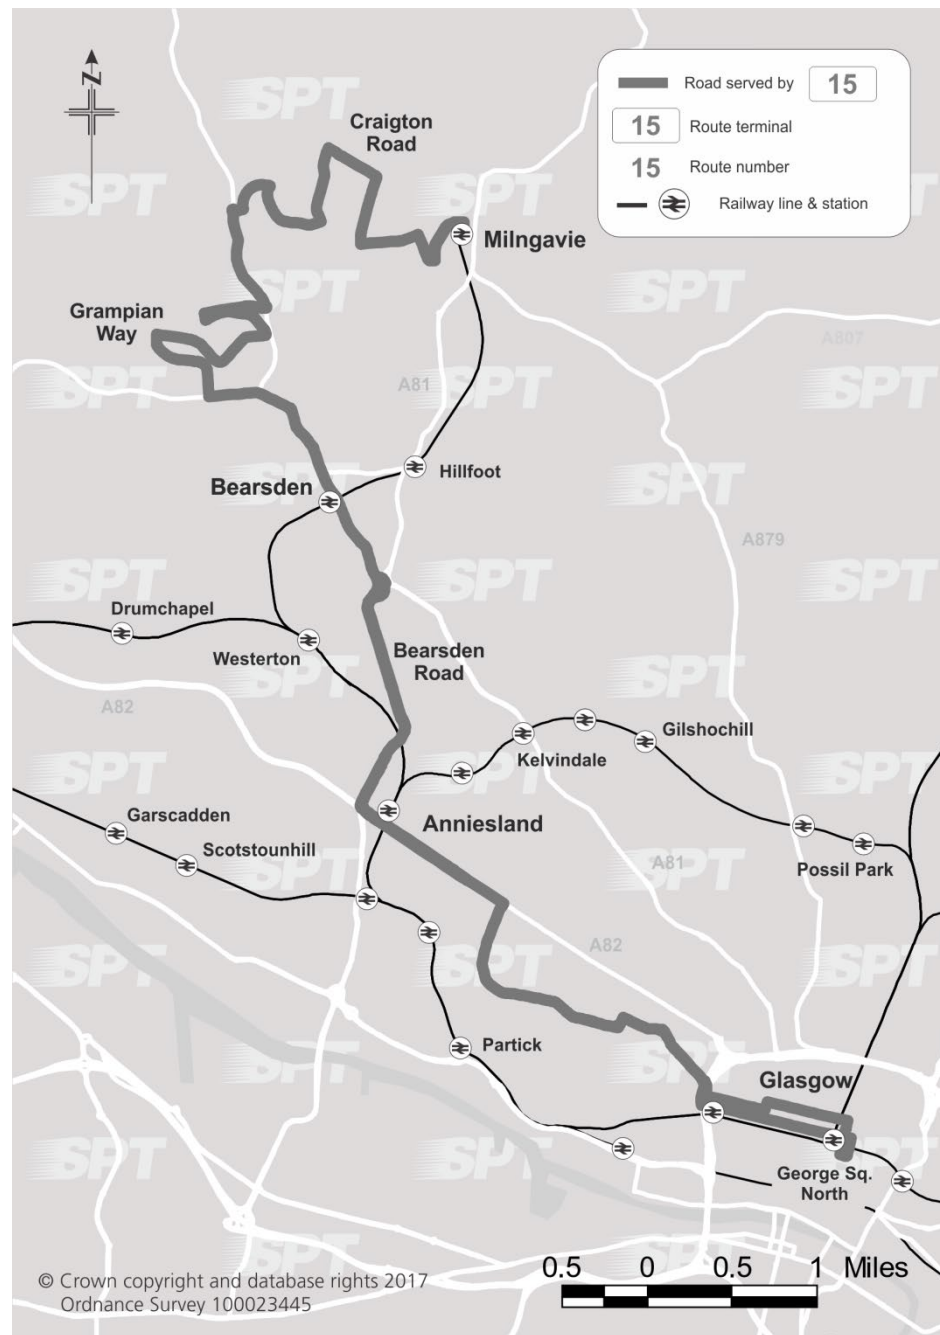 N
SPT
Road served by 15
15 Route terminal
15 Route number
Railway line & station
Craigton
Road
Milngavie
Grampian
Way
A807
A81
Hillfoot
Bearsden
A879
Drumchapel
Westerton
Bearsden
Road
A82
Gilshochill
Kelvindale
Garscadden
Anniesland
Scotstounhill
A81
Possil Park
A82
Partick
Glasgow
George Sq.
North
0.5 0 0.5 1 Miles
© Crown copyright and database rights 2017
Ordnance Survey 100023445